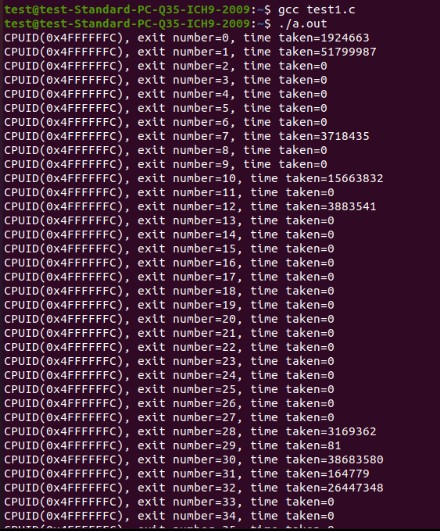 test@test-Standard-PC-Q35-ICH9-2009:~$ gcc test1.c
test@test-Standard-PC-Q35-ICH9-2009:~$ ./a.out
CPUID(0x4FFFFFFC), exit number=0, time taken=1924663
CPUID(0x4FFFFFFC), exit number=1, time taken=51799987
CPUID(0x4FFFFFFC), exit number=2, time taken=0
CPUID(0x4FFFFFFC), exit number=3, time taken=0
CPUID(0x4FFFFFFC), exit number=4, time taken=0
CPUID(0x4FFFFFFC), exit number=5, time taken=0
CPUID(0x4FFFFFFC), exit number=6, time taken=0
CPUID(0x4FFFFFFC), exit number=7, time taken=3718435
CPUID(0x4FFFFFFC), exit number=8, time taken=0
CPUID(0x4FFFFFFC), exit number=9, time taken=0
CPUID(0x4FFFFFFC), exit number=10, time taken=15663832
CPUID(0x4FFFFFFC), exit number=11, time taken=0
CPUID(0x4FFFFFFC), exit number=12, time taken=3883541
CPUID(0x4FFFFFFC), exit number=13, time taken=0
CPUID(0x4FFFFFFC), exit number=14, time taken=0
CPUID(0x4FFFFFFC), exit number=15, time taken=0
CPUID(0x4FFFFFFC), exit number=16, time taken=0
CPUID(0x4FFFFFFC), exit number=17, time taken=0
CPUID(0x4FFFFFFC), exit number=18, time taken=0
CPUID(0x4FFFFFFC), exit number=19, time taken=0
CPUID(0x4FFFFFFC), exit number=20, time taken=0
CPUID(0x4FFFFFFC), exit number=21, time taken=0
CPUID(0x4FFFFFFC), exit number=22, time taken=0
CPUID(0x4FFFFFFC), exit number=23, time taken=0
CPUID(0x4FFFFFFC), exit number=24, time taken=0
CPUID(0x4FFFFFFC), exit number=25, time taken=0
CPUID(0x4FFFFFFC), exit number=26, time taken=0
CPUID(0x4FFFFFFC), exit number=27, time taken=0
CPUID(0x4FFFFFFC), exit number=28, time taken=3169362
CPUID(0x4FFFFFFC), exit number=29, time taken=81
CPUID(0x4FFFFFFC), exit number=30, time taken=38683580
CPUID(0x4FFFFFFC), exit number=31, time taken=164779
CPUID(0x4FFFFFFC), exit number=32, time taken=26447348
CPUID(0x4FFFFFFC), exit number=33, time taken=0
CPUID(0x4FFFFFFC), exit number=34, time taken=0